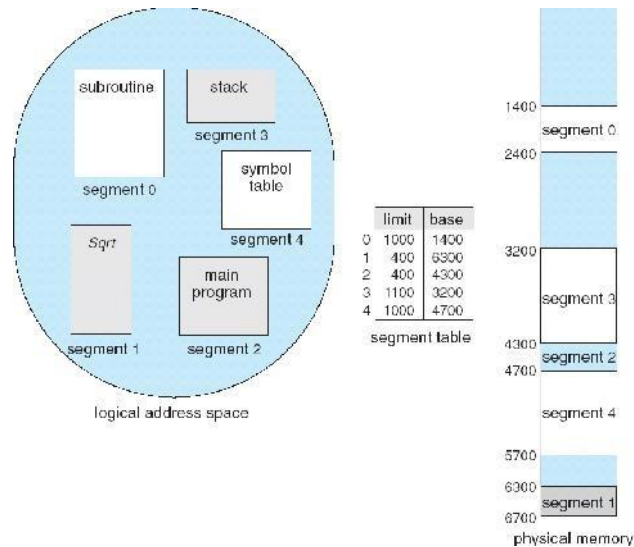 subroutine
stack
segment 3
symbol
table
segment 0
segment 4
Sqrt
main
program
segment 1
segment 2
logical address space
limit base
0 1000 1400
1 400 6300
2 400 4300
3 1100 3200
4 1000 4700
segment table
1400
segment 0
2400
3200
segment 3
4300
segment 2
4700
segment 4
5700
6300
segment 1
6700
physical memory